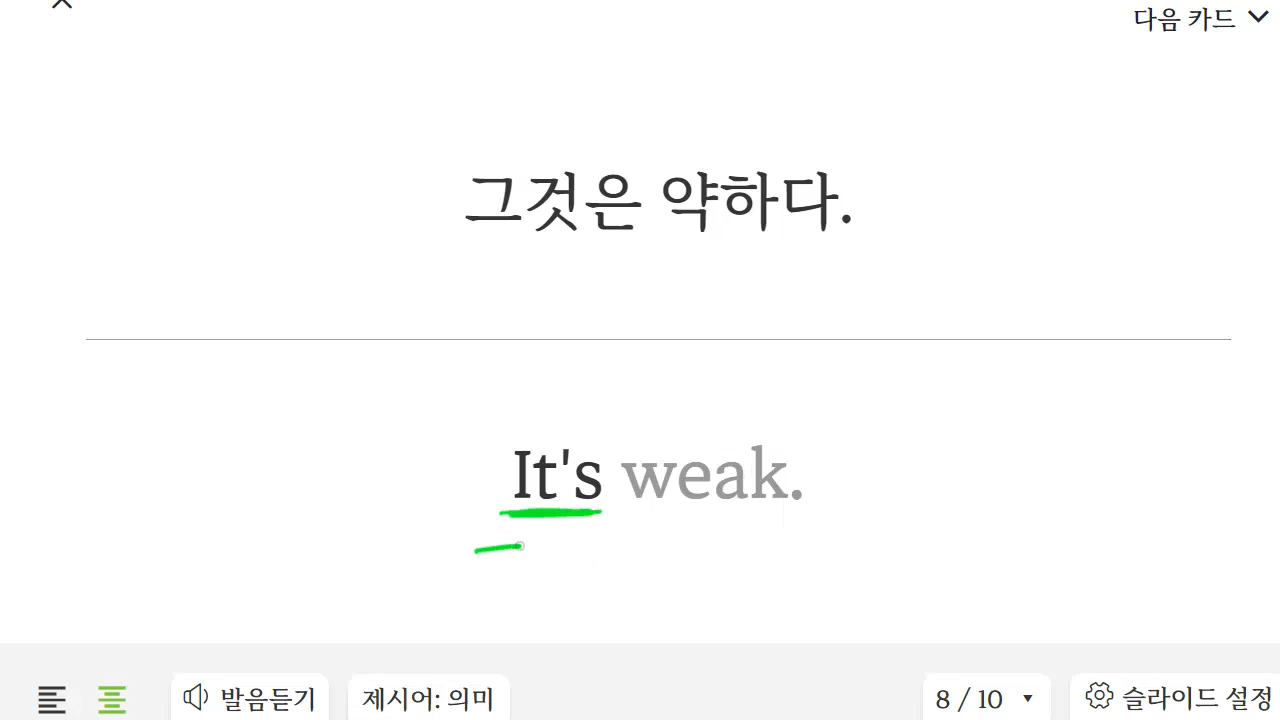 다음 카드
그것은 약하다.
It's weak.
발음듣기
제시어: 의미
8 / 10
슬라이드 설정